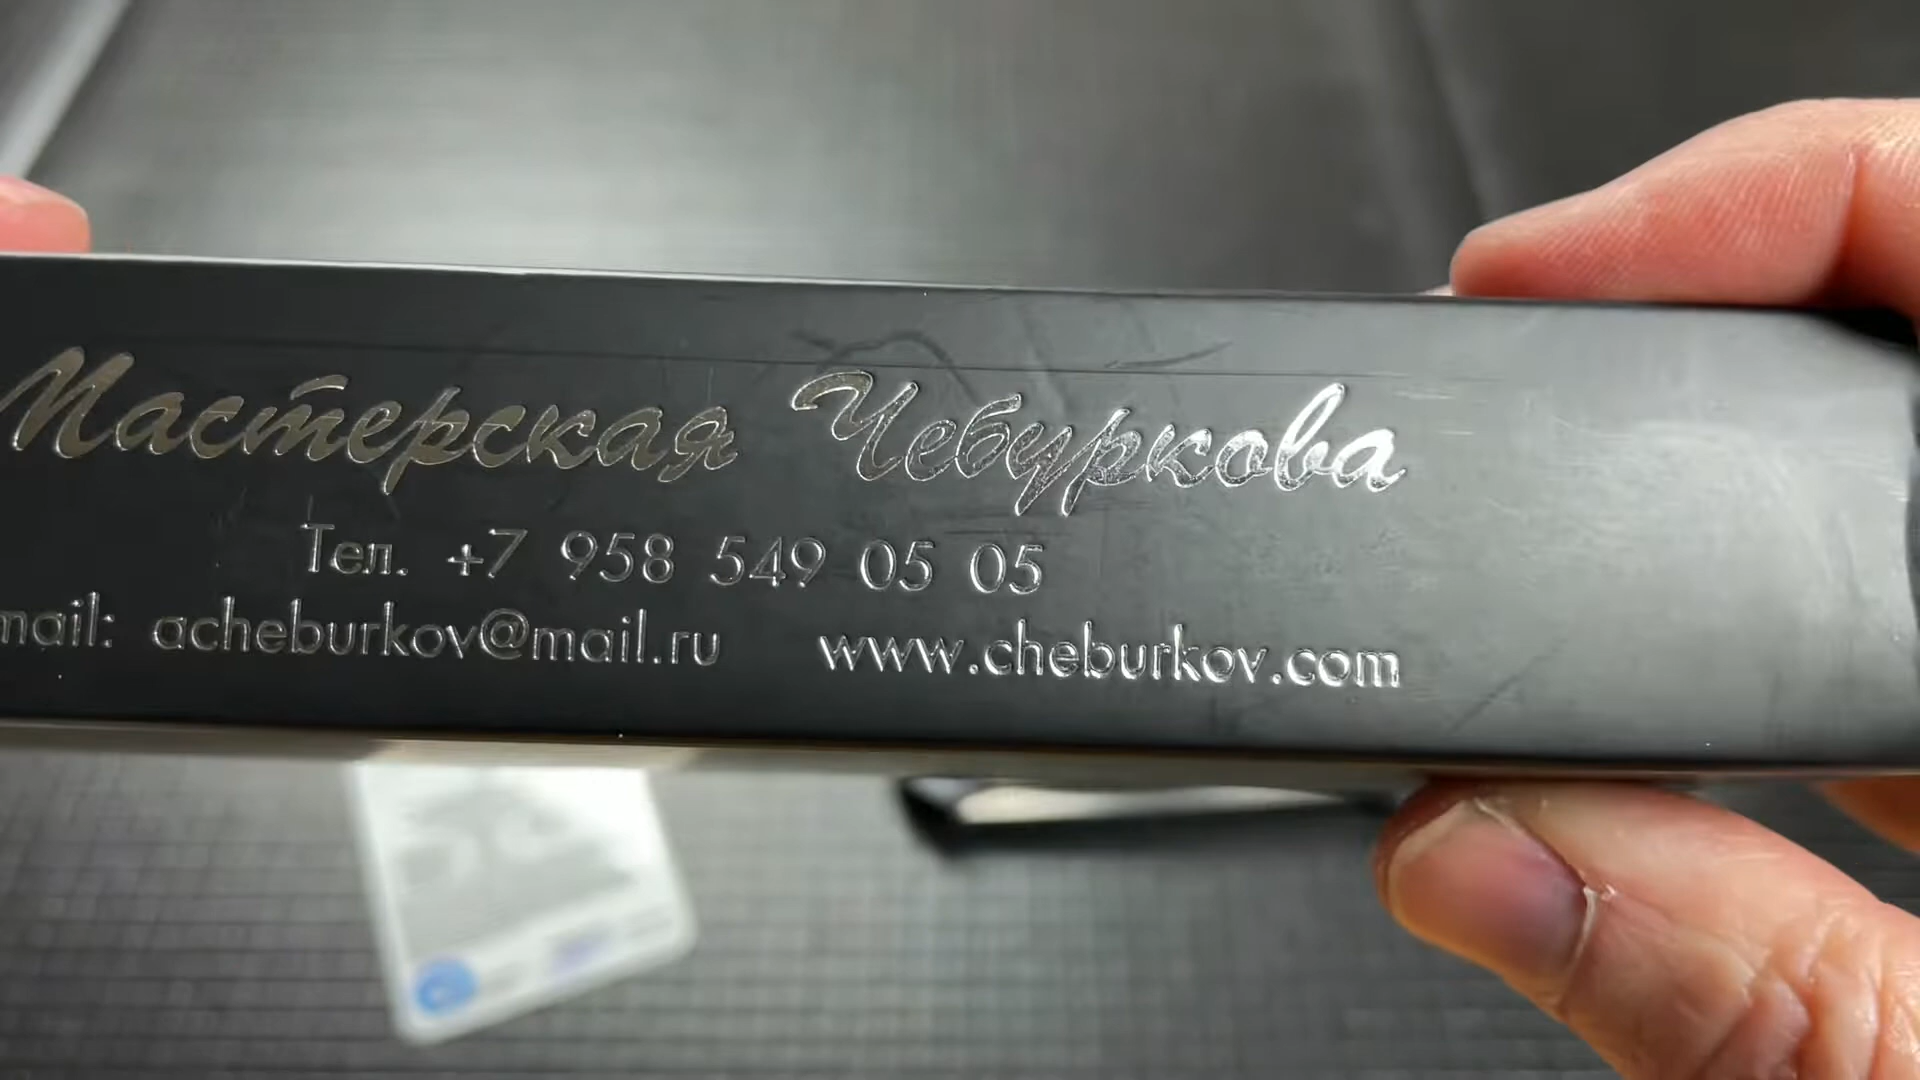 Мастерская Чебуркова
Тел. +7 958 549 05 05
mail: acheburkov@mail.ru www.cheburkov.com